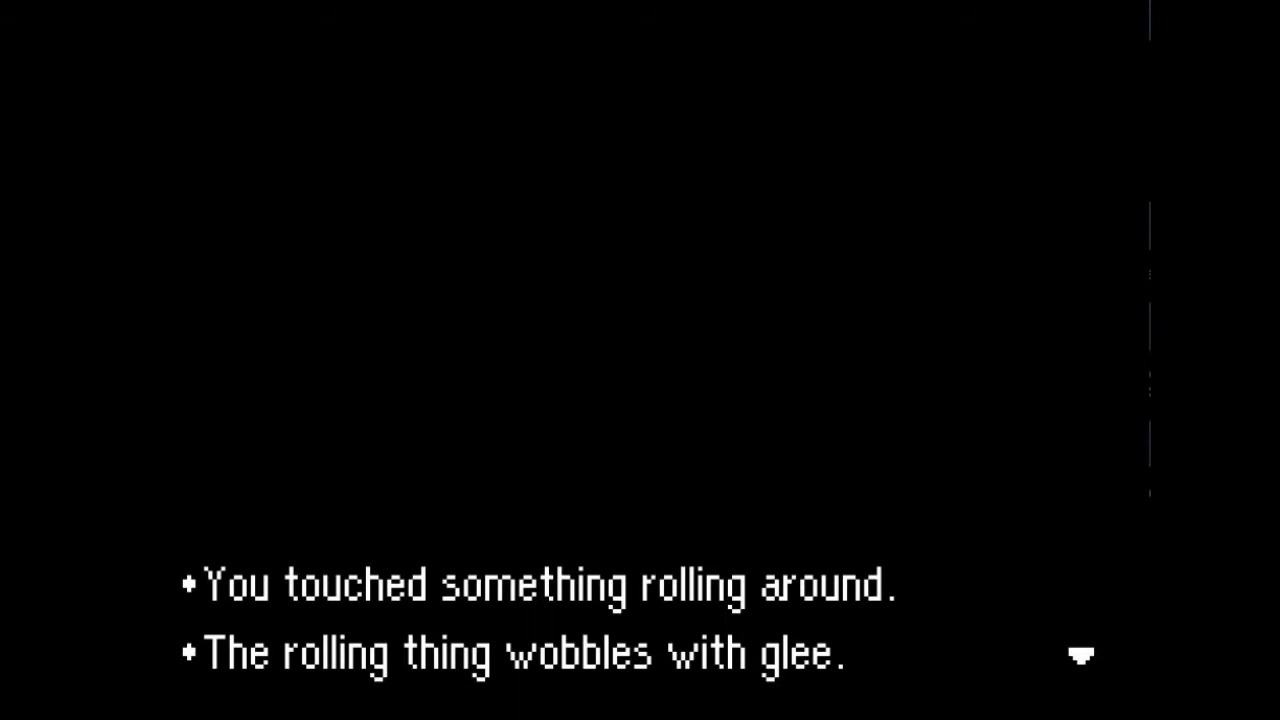 •You touched something rolling around.
•The rolling thing wobbles with glee.